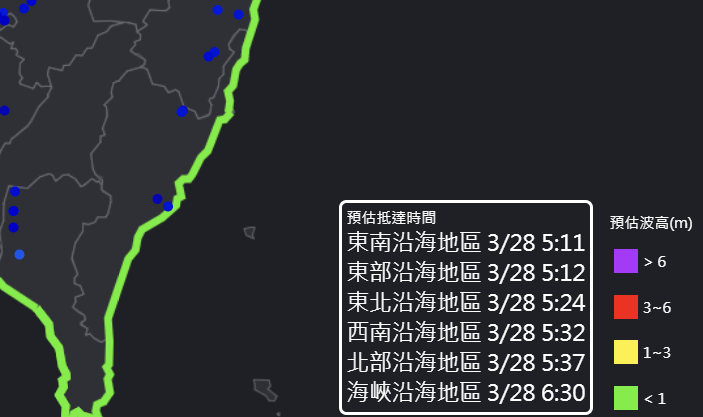 預估抵達時間
東南沿海地區 3/28 5:11
東部沿海地區 3/28 5:12
東北沿海地區 3/28 5:24
西南沿海地區 3/28 5:32
北部沿海地區 3/28 5:37
海峽沿海地區 3/28 6:30
預估波高(m)
> 6
3~6
1~3
< 1